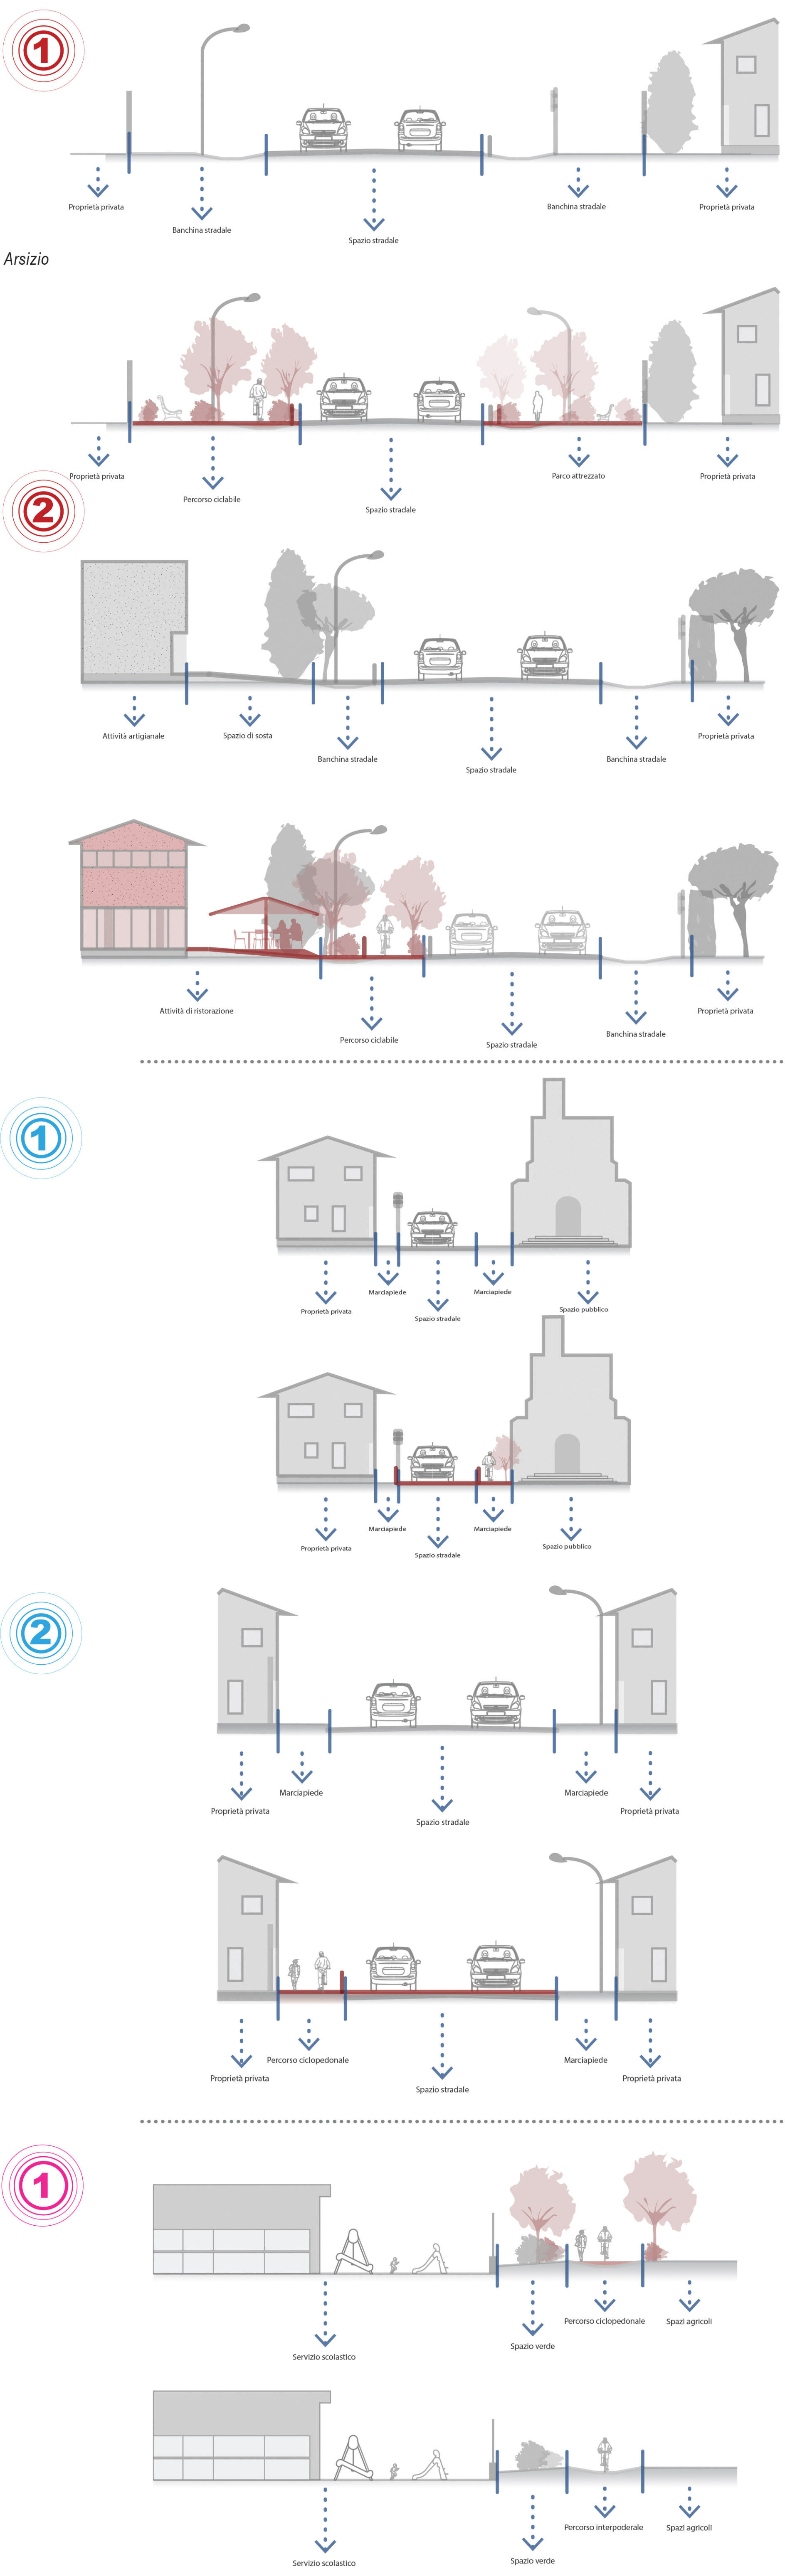 1
Proprietà privata
Banchina stradale
Spazio stradale
Banchina stradale
Proprietà privata
Arsizio
Proprietà privata
Percorso ciclabile
Spazio stradale
Parco attrezzato
Proprietà privata
2
Attività artigianale
Spazio di sosta
Banchina stradale
Spazio stradale
Banchina stradale
Proprietà privata
Attività di ristorazione
Percorso ciclabile
Spazio stradale
Banchina stradale
Proprietà privata
1
Proprietà privata
Marciapiede
Spazio stradale
Marciapiede
Spazio pubblico
Proprietà privata
Marciapiede
Spazio stradale
Marciapiede
Spazio pubblico
2
Proprietà privata
Marciapiede
Spazio stradale
Marciapiede
Proprietà privata
Proprietà privata
Percorso ciclopedonale
Spazio stradale
Marciapiede
Proprietà privata
1
Servizio scolastico
Spazio verde
Percorso ciclopedonale
Spazi agricoli
Servizio scolastico
Spazio verde
Percorso interpoderale
Spazi agricoli